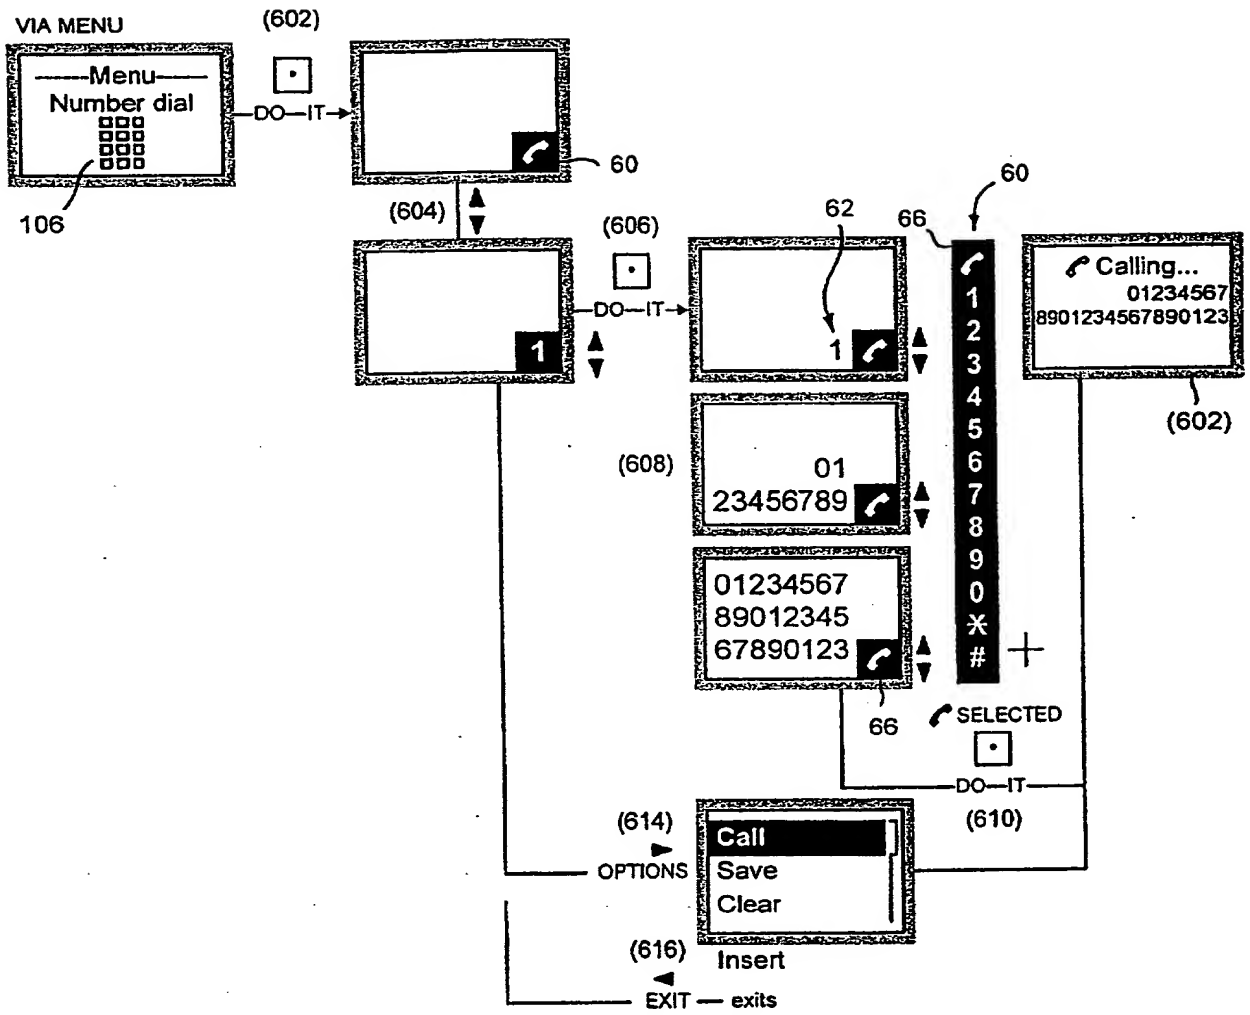 VIA MENU
(602)
Menu
Number dial
DO—IT
60
106
(604)
(606)
1
DO—IT
62
1
66
60
1
2
3
4
5
6
7
8
9
0
*
#
+
Calling...
01234567
8901234567890123
(602)
(608)
01
23456789
01234567
89012345
67890123
66
SELECTED
DO—IT
(610)
(614)
OPTIONS
Call
Save
Clear
Insert
(616)
EXIT — exits